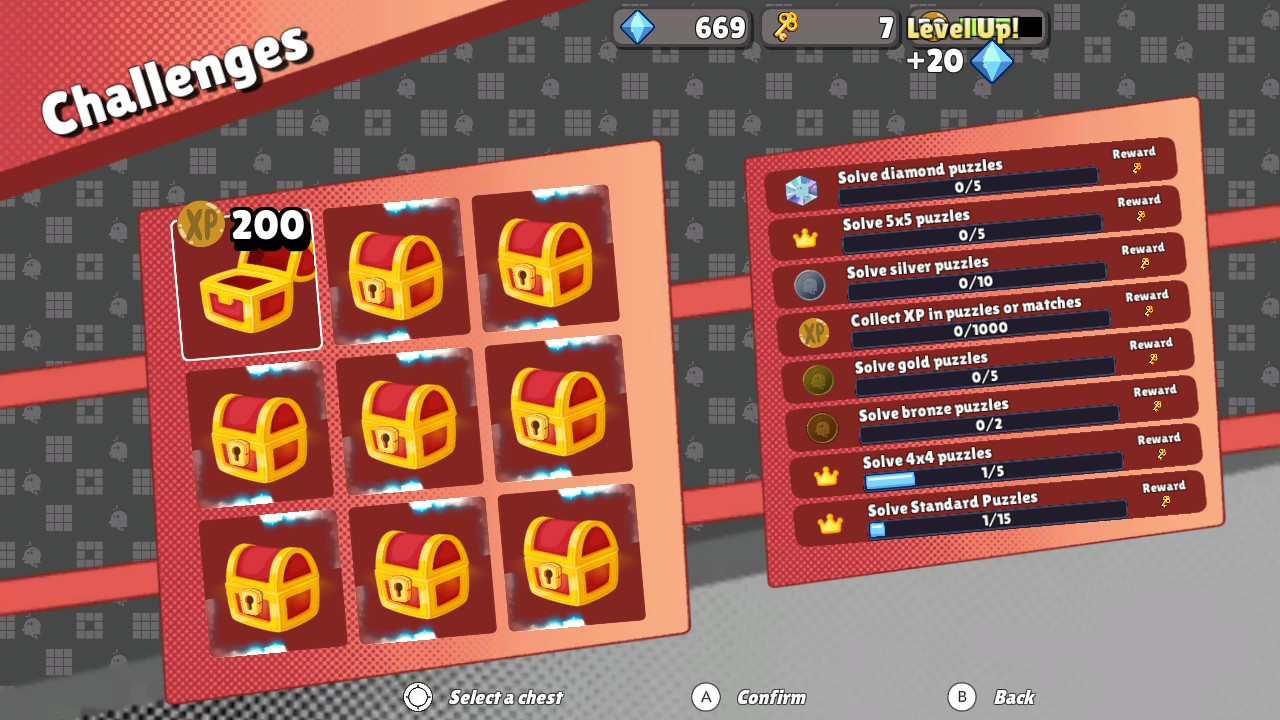 Challenges
669
7
Level Up!
+20
XP 200
Solve diamond puzzles
0/5
Reward
Solve 5x5 puzzles
0/5
Reward
Solve silver puzzles
0/10
Reward
XP
Collect XP in puzzles or matches
0/1000
Reward
Solve gold puzzles
0/5
Reward
Solve bronze puzzles
0/2
Reward
Solve 4x4 puzzles
1/5
Reward
Solve Standard Puzzles
1/15
Reward
Select a chest
A Confirm
B Back